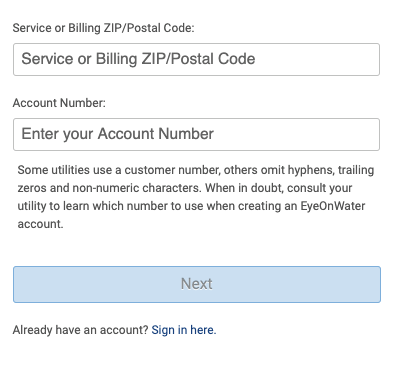 Service or Billing ZIP/Postal Code:
Service or Billing ZIP/Postal Code
Account Number:
Enter your Account Number
Some utilities use a customer number, others omit hyphens, trailing
zeros and non-numeric characters. When in doubt, consult your
utility to learn which number to use when creating an EyeOnWater
account.
Next
Already have an account? Sign in here.